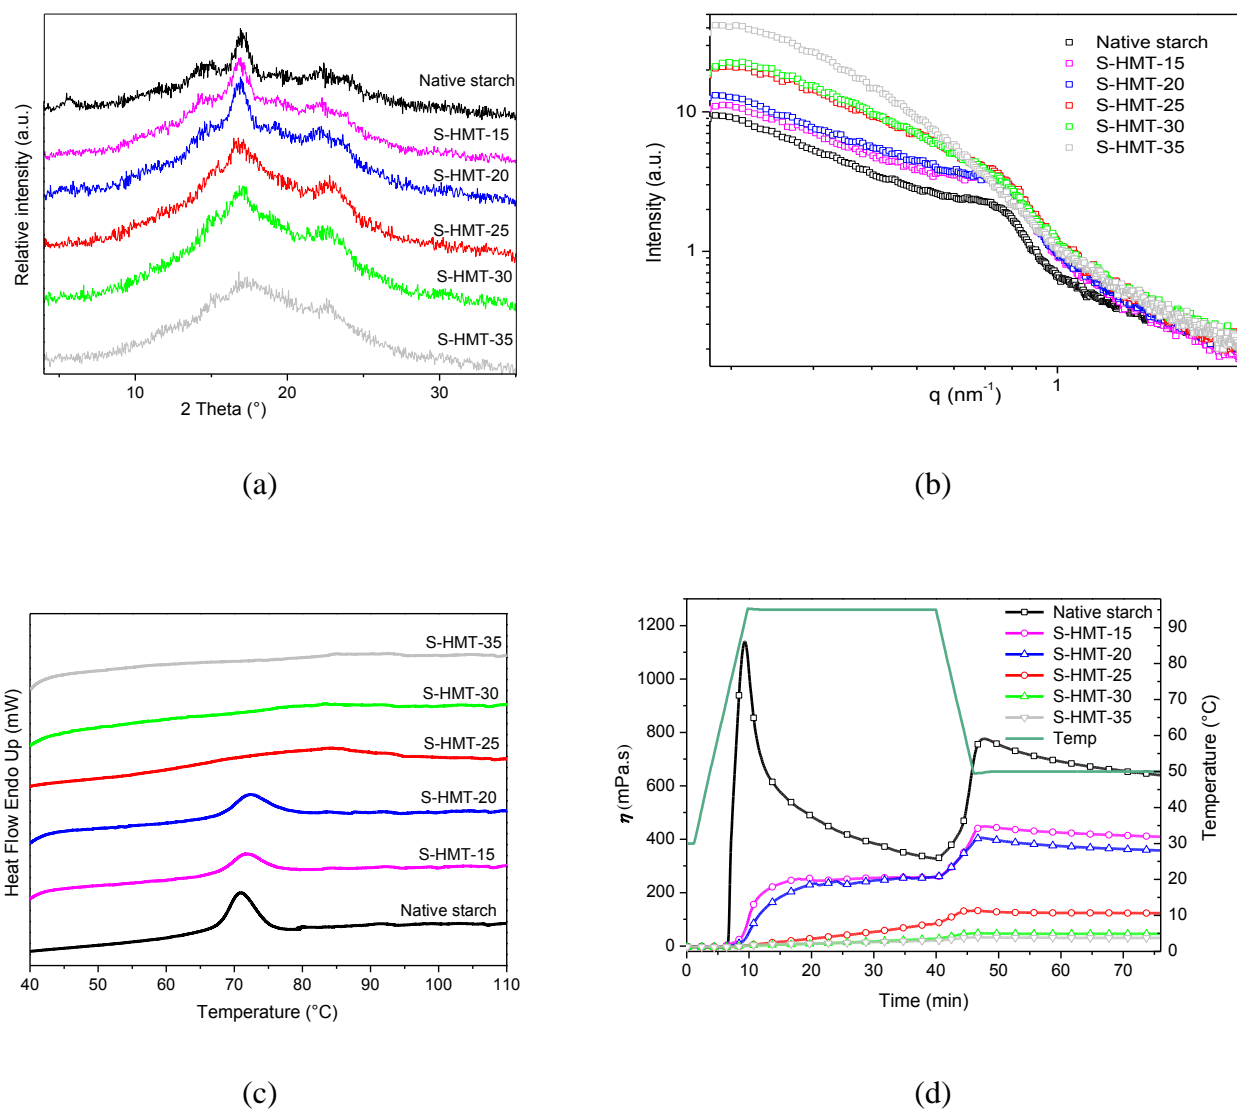 Relative intensity (a.u.)
Native starch
S-HMT-15
S-HMT-20
S-HMT-25
S-HMT-30
S-HMT-35
10 20 30
2 Theta (°)
(a)
Intensity (a.u.)
10
1
Native starch
S-HMT-15
S-HMT-20
S-HMT-25
S-HMT-30
S-HMT-35
1
q (nm⁻¹)
(b)
Heat Flow Endo Up (mW)
S-HMT-35
S-HMT-30
S-HMT-25
S-HMT-20
S-HMT-15
Native starch
40 50 60 70 80 90 100 110
Temperature (°C)
(c)
η (mPa.s)
1200
1000
800
600
400
200
0
Native starch
S-HMT-15
S-HMT-20
S-HMT-25
S-HMT-30
S-HMT-35
Temp
90
80
70
60
50
40
30
20
10
0
Temperature (°C)
0 10 20 30 40 50 60 70
Time (min)
(d)